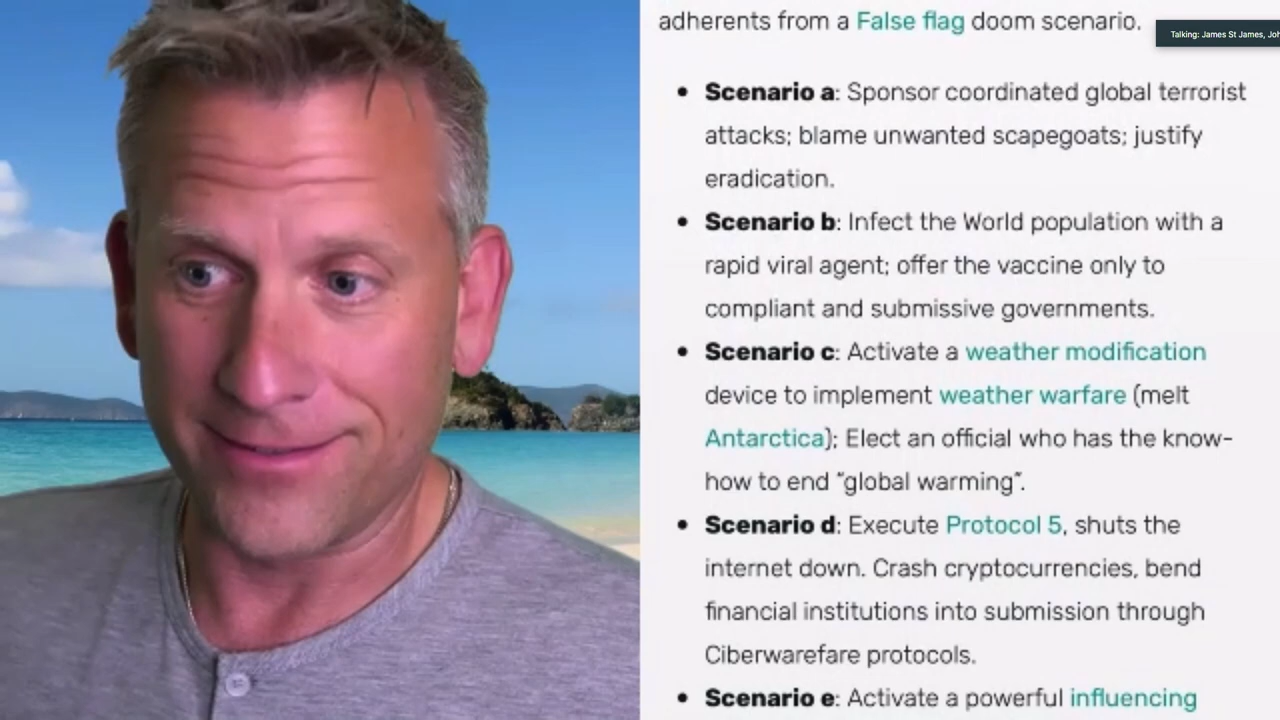 adherents from a False flag doom scenario.
Talking: James St James, Joh
• Scenario a: Sponsor coordinated global terrorist
attacks; blame unwanted scapegoats; justify
eradication.
• Scenario b: Infect the World population with a
rapid viral agent; offer the vaccine only to
compliant and submissive governments.
• Scenario c: Activate a weather modification
device to implement weather warfare (melt
Antarctica); Elect an official who has the know-
how to end “global warming”.
• Scenario d: Execute Protocol 5, shuts the
internet down. Crash cryptocurrencies, bend
financial institutions into submission through
Ciberwarefare protocols.
• Scenario e: Activate a powerful influencing